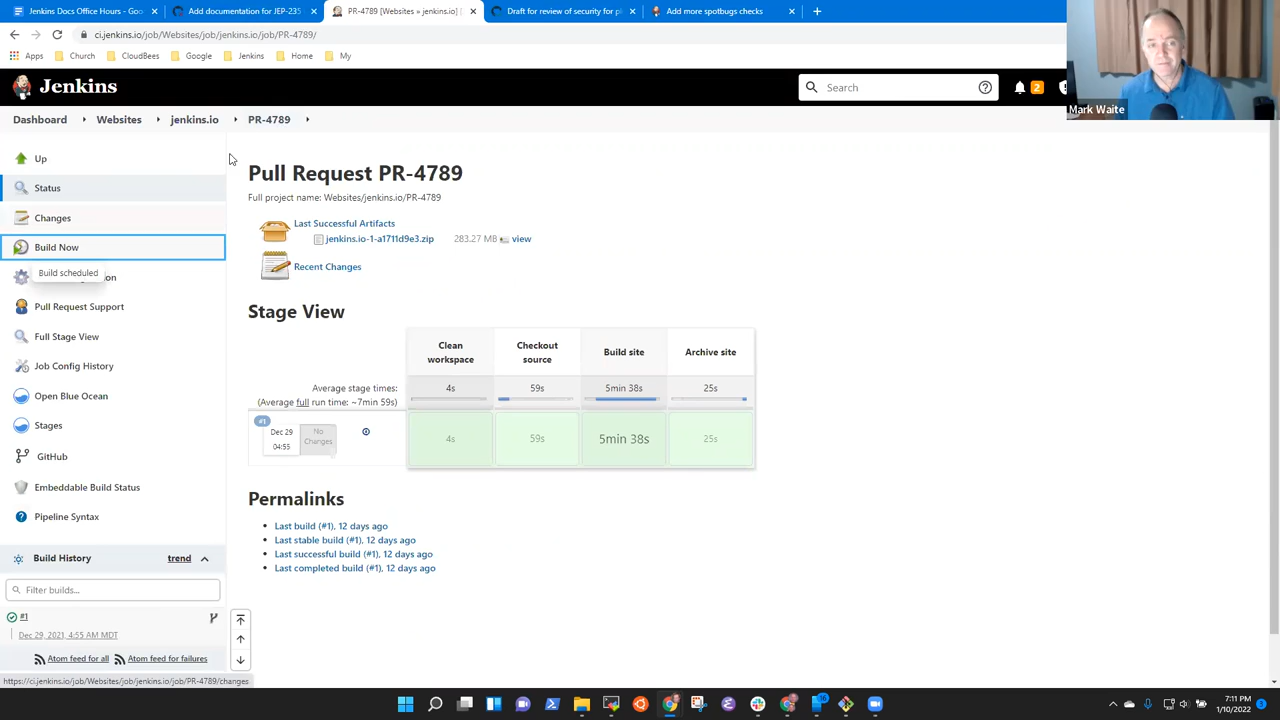 Jenkins Docs Office Hours - Goo
Add documentation for JEP-235
PR-4789 [Websites » jenkins.io] [
Draft for review of security for pl
Add more spotbugs checks
ci.jenkins.io/job/Websites/job/jenkins.io/job/PR-4789/
Apps
Church
CloudBees
Google
Jenkins
Home
My
Jenkins
Search
2
Mark Waite
Dashboard
Websites
jenkins.io
PR-4789
Up
Status
Changes
Build Now
Build scheduled
on
Pull Request Support
Full Stage View
Job Config History
Open Blue Ocean
Stages
GitHub
Embeddable Build Status
Pipeline Syntax
Build History
trend
Filter builds...
#1
Dec 29, 2021, 4:55 AM MDT
Atom feed for all
Atom feed for failures
https://ci.jenkins.io/job/Websites/job/jenkins.io/job/PR-4789/changes
Pull Request PR-4789
Full project name: Websites/jenkins.io/PR-4789
Last Successful Artifacts
jenkins.io-1-a1711d9e3.zip 283.27 MB view
Recent Changes
Stage View
Clean workspace
Checkout source
Build site
Archive site
Average stage times:
(Average full run time: ~7min 59s)
4s
59s
5min 38s
25s
#1
Dec 29
04:55
No Changes
4s
59s
5min 38s
25s
Permalinks
Last build (#1), 12 days ago
Last stable build (#1), 12 days ago
Last successful build (#1), 12 days ago
Last completed build (#1), 12 days ago
7:11 PM
1/10/2022